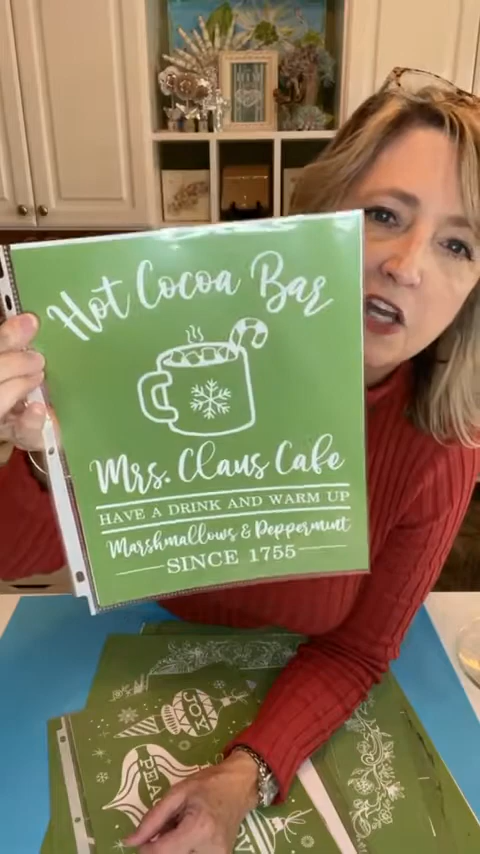 Hot Cocoa Bar
Mrs. Claus Cafe
HAVE A DRINK AND WARM UP
Marshmallows & Peppermint
SINCE 1755
JOY
PEACE